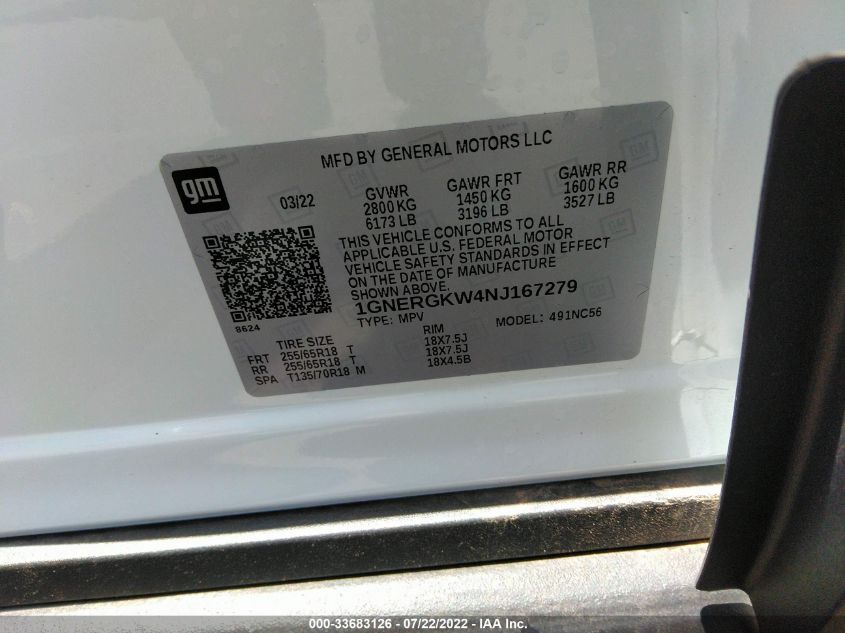 MFD BY GENERAL MOTORS LLC
gm
03/22
GVWR
2800 KG
6173 LB
GAWR FRT
1450 KG
3196 LB
GAWR RR
1600 KG
3527 LB
THIS VEHICLE CONFORMS TO ALL
APPLICABLE U.S. FEDERAL MOTOR
VEHICLE SAFETY STANDARDS IN EFFECT
ON THE DATE OF MANUFACTURE
SHOWN ABOVE.
8624
1GNERGKW4NJ167279
TYPE: MPV MODEL: 491NC56
TIRE SIZE RIM
FRT 255/65R18 T 18X7.5J
RR 255/65R18 T 18X7.5J
SPA T135/70R18 M 18X4.5B
000-33683126 - 07/22/2022 - IAA Inc.